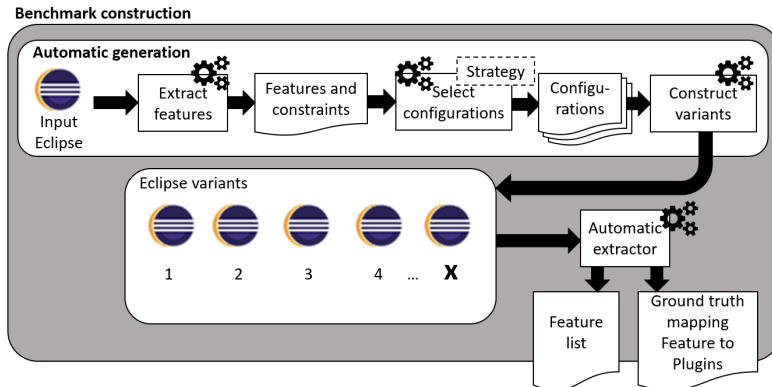 Benchmark construction
Automatic generation
Input
Eclipse
Extract
features
Features and
constraints
Strategy
Select
configurations
Configu-
rations
Construct
variants
Eclipse variants
1 2 3 4 ... X
Automatic
extractor
Feature
list
Ground truth
mapping
Feature to
Plugins